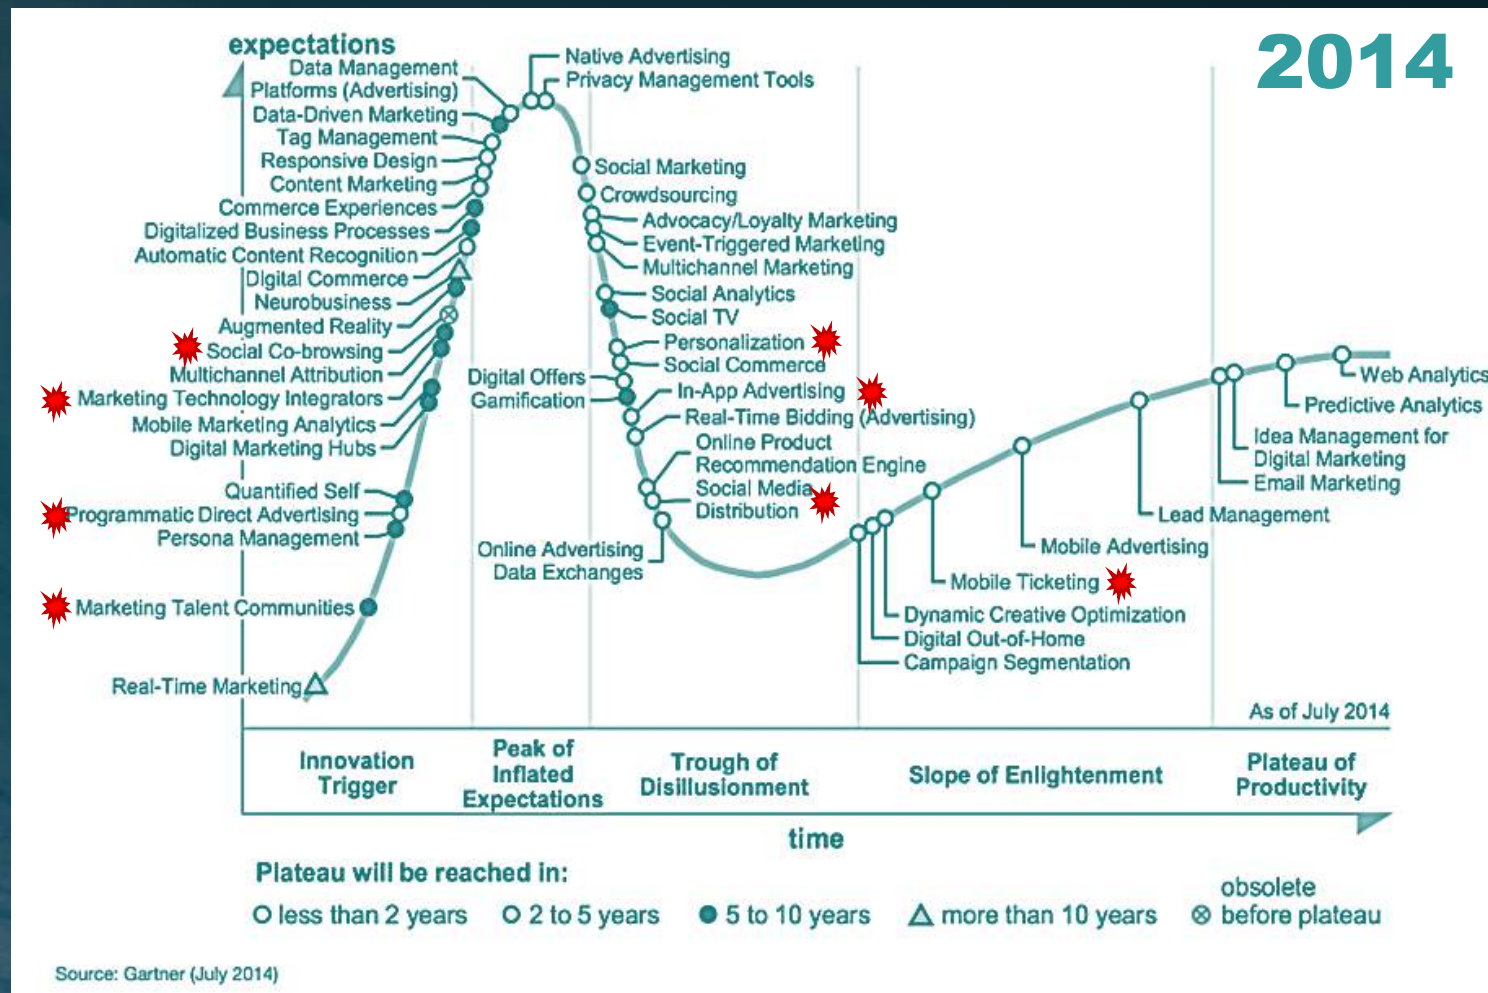 2014
expectations
Data Management
Platforms (Advertising)
Data-Driven Marketing
Tag Management
Responsive Design
Content Marketing
Commerce Experiences
Digitalized Business Processes
Automatic Content Recognition
Digital Commerce
Neurobusiness
Augmented Reality
Social Co-browsing
Multichannel Attribution
Marketing Technology Integrators
Mobile Marketing Analytics
Digital Marketing Hubs
Quantified Self
Programmatic Direct Advertising
Persona Management
Marketing Talent Communities
Real-Time Marketing
Native Advertising
Privacy Management Tools
Social Marketing
Crowdsourcing
Advocacy/Loyalty Marketing
Event-Triggered Marketing
Multichannel Marketing
Social Analytics
Social TV
Personalization
Social Commerce
Digital Offers
Gamification
In-App Advertising
Real-Time Bidding (Advertising)
Online Product
Recommendation Engine
Social Media
Distribution
Online Advertising
Data Exchanges
Web Analytics
Predictive Analytics
Idea Management for
Digital Marketing
Email Marketing
Lead Management
Mobile Advertising
Mobile Ticketing
Dynamic Creative Optimization
Digital Out-of-Home
Campaign Segmentation
As of July 2014
Innovation
Trigger
Peak of
Inflated
Expectations
Trough of
Disillusionment
Slope of Enlightenment
Plateau of
Productivity
time
Plateau will be reached in:
less than 2 years
2 to 5 years
5 to 10 years
more than 10 years
obsolete
before plateau
Source: Gartner (July 2014)